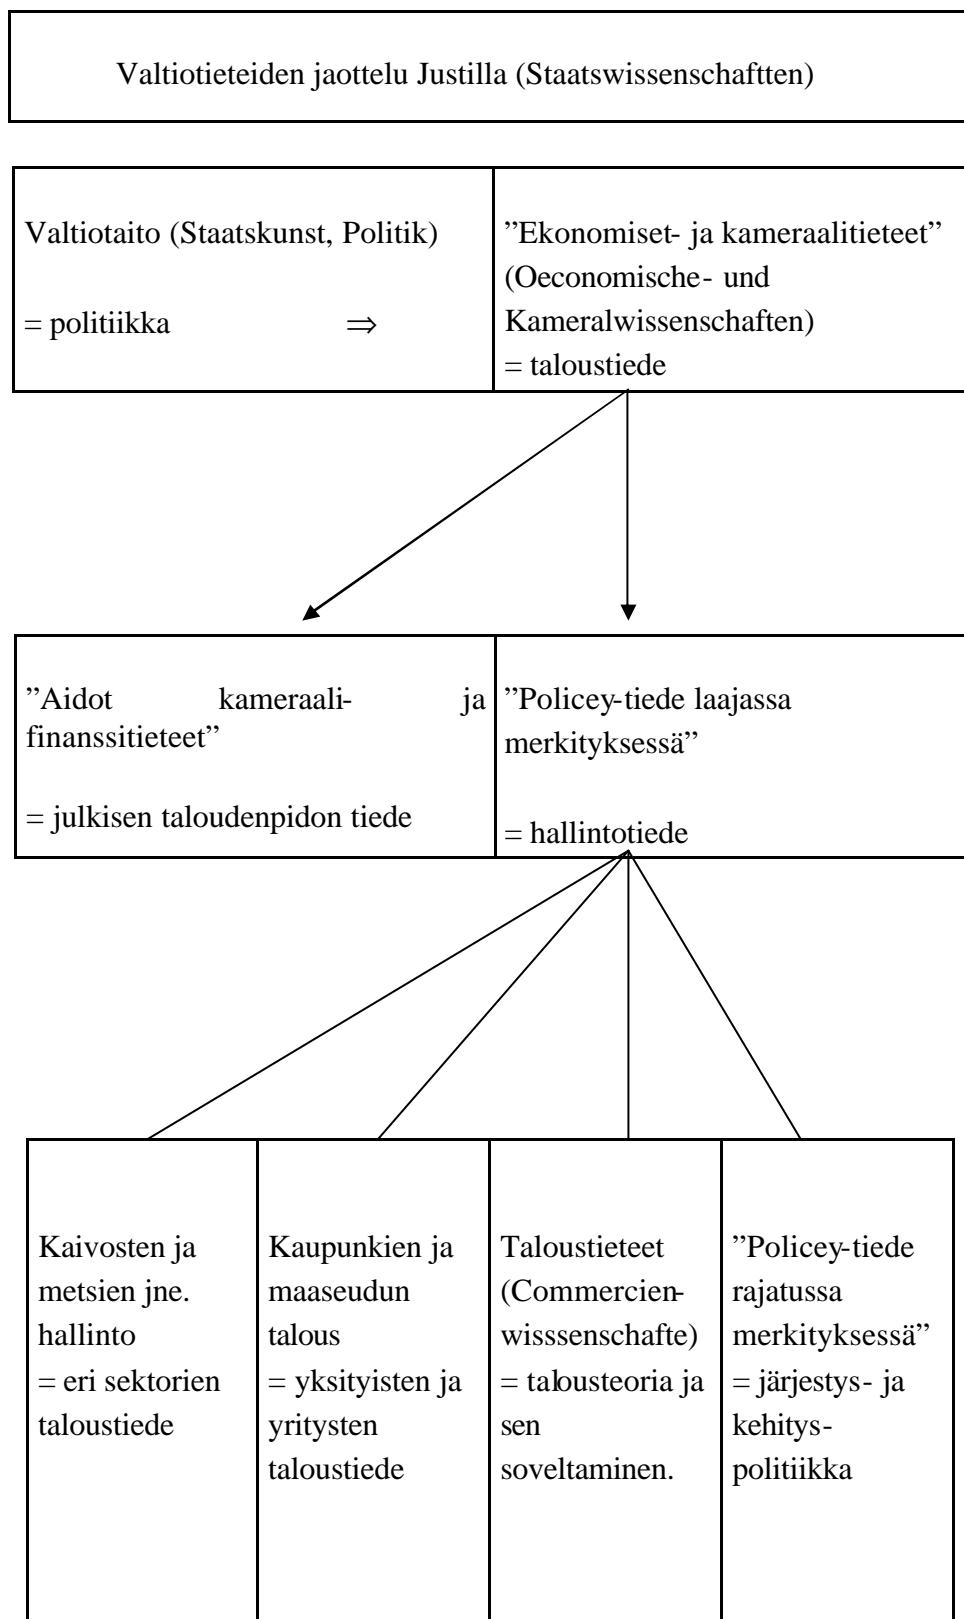 Valtiotieteiden jaottelu Justilla (Staatswissenschaftten)
Valtiotaito (Staatskunst, Politik)
= politiikka ⇒
”Ekonomiset- ja kameraalitieteet”
(Oeconomische- und
Kameralwissenschaften)
= taloustiede
”Aidot kameraali- ja
finanssitieteet”
= julkisen taloudenpidon tiede
”Policey-tiede laajassa
merkityksessä”
= hallintotiede
Kaivosten ja
metsien jne.
hallinto
= eri sektorien
taloustiede
Kaupunkien ja
maaseudun
talous
= yksityisten ja
yritysten
taloustiede
Taloustieteet
(Commercien-
wisssenschafte)
= talousteoria ja
sen
soveltaminen.
”Policey-tiede
rajatussa
merkityksessä”
= järjestys- ja
kehitys-
politiikka